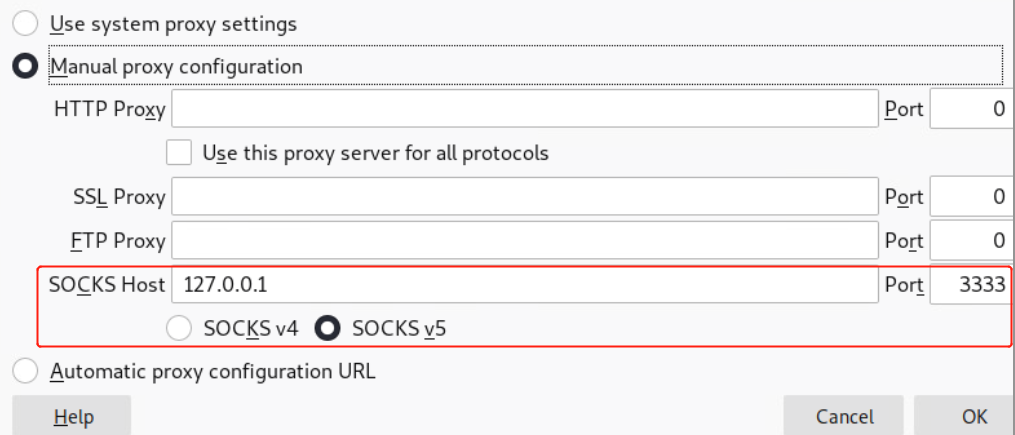 Use system proxy settings
Manual proxy configuration
HTTP Proxy Port 0
Use this proxy server for all protocols
SSL Proxy Port 0
FTP Proxy Port 0
SOCKS Host 127.0.0.1 Port 3333
SOCKS v4 SOCKS v5
Automatic proxy configuration URL
Help Cancel OK